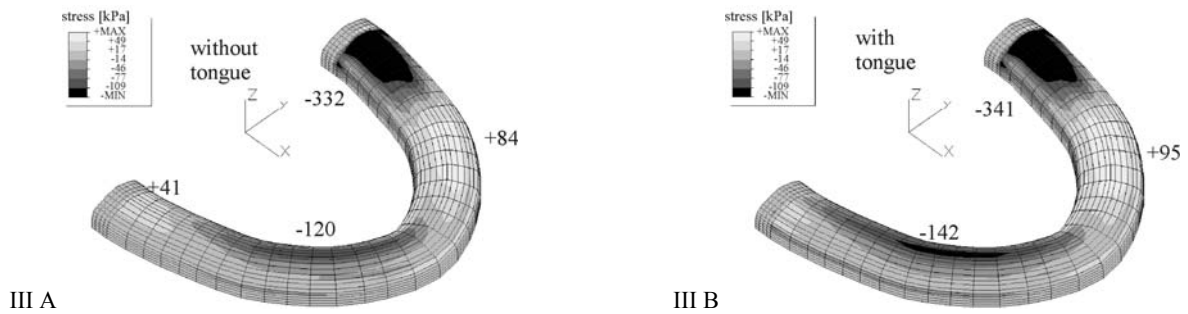 stress [kPa]
+MAX
+49
+17
-14
-46
-77
-109
-MIN
without
tongue
Z
Y
X
-332
+84
+41
-120
III A
stress [kPa]
+MAX
+49
+17
-14
-46
-77
-109
-MIN
with
tongue
Z
Y
X
-341
+95
-142
III B